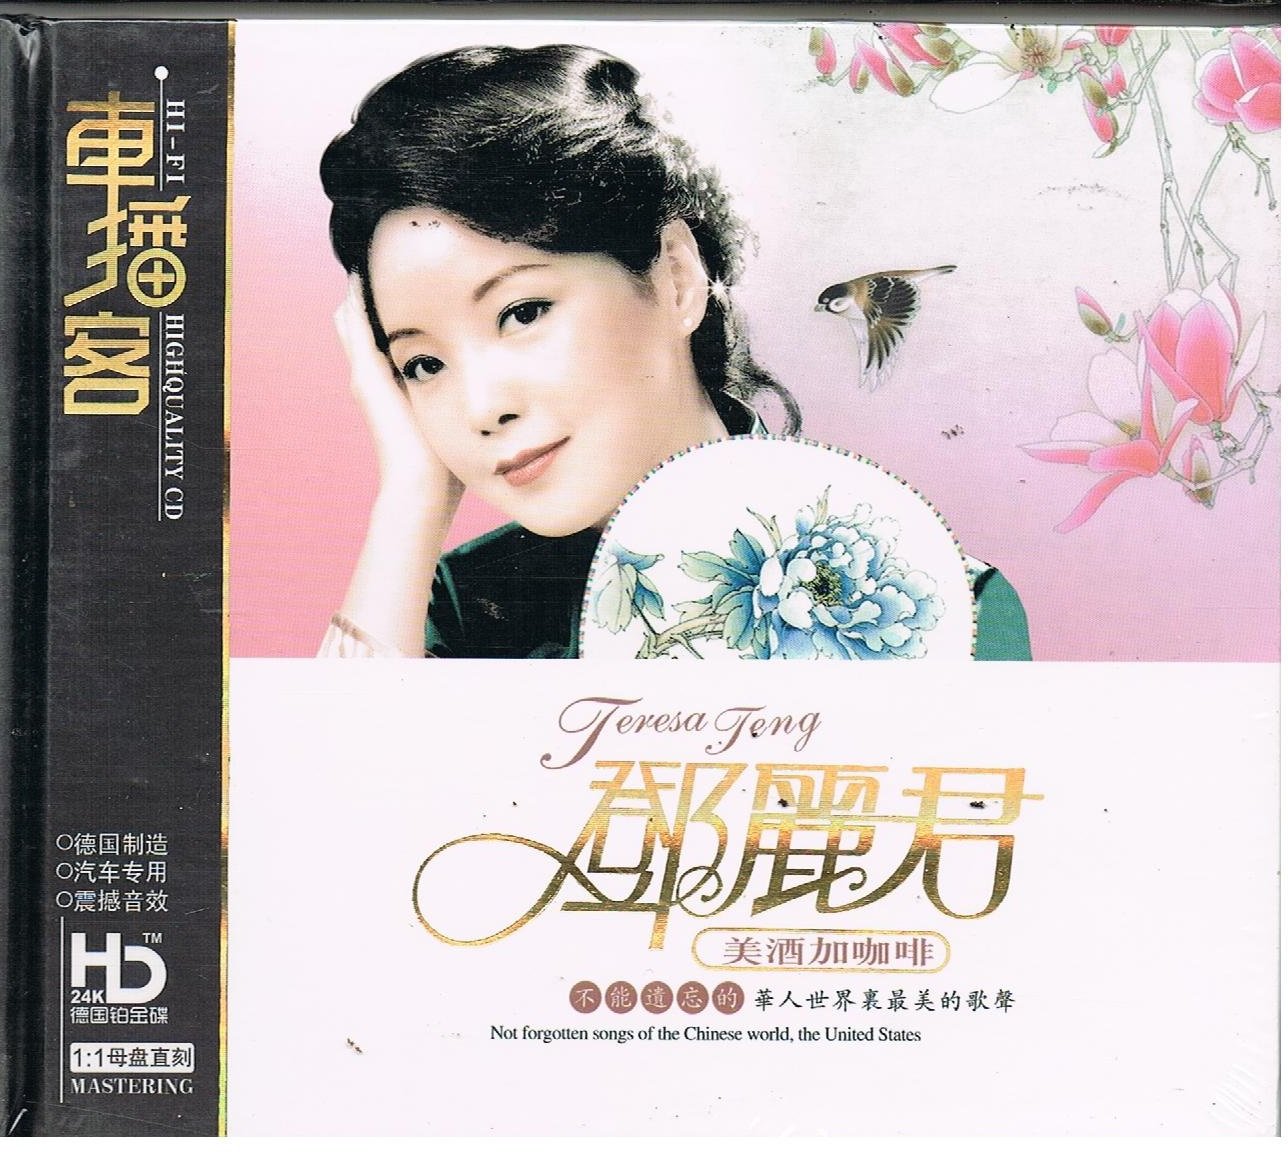 車播客
HI-FI HIGHQUALITY CD
德国制造
汽车专用
震撼音效
HD™
24K
德国铂金碟
1:1母盘直刻
MASTERING
Teresa Teng
鄧麗君
美酒加咖啡
不能遺忘的 華人世界裏最美的歌聲
Not forgotten songs of the Chinese world, the United States